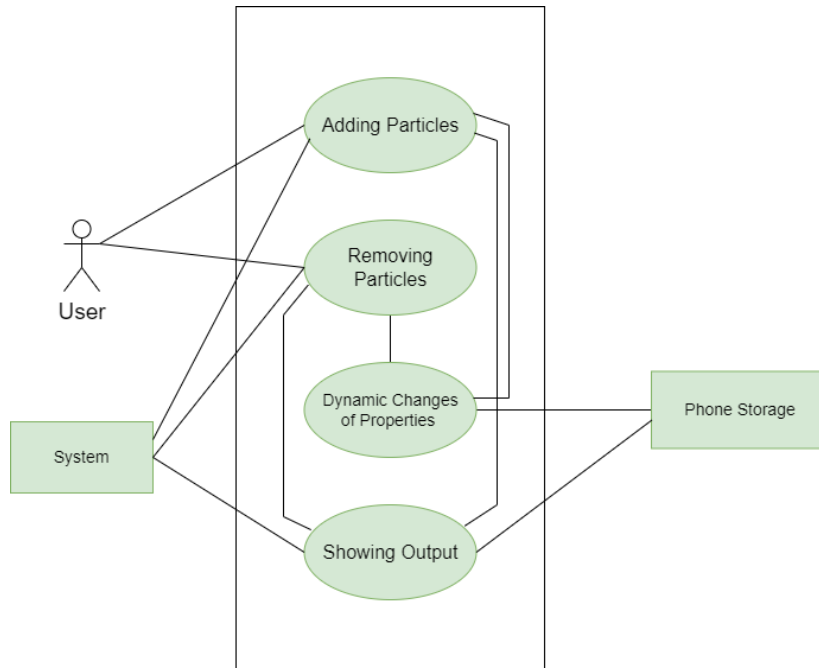 Adding Particles
Removing
Particles
User
Dynamic Changes
of Properties
Phone Storage
System
Showing Output